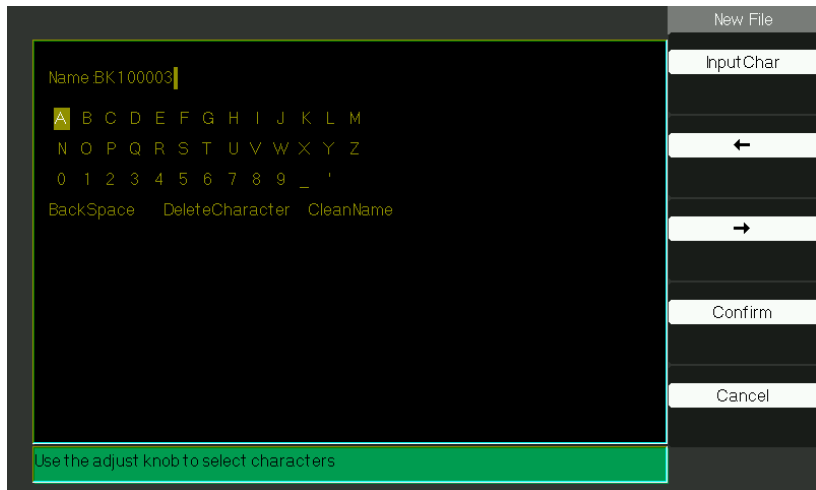 New File
InputChar
←
→
Confirm
Cancel
Name:BK100003
A B C D E F G H I J K L M
N O P Q R S T U V W X Y Z
0 1 2 3 4 5 6 7 8 9 _ '
BackSpace DeleteCharacter CleanName
Use the adjust knob to select characters